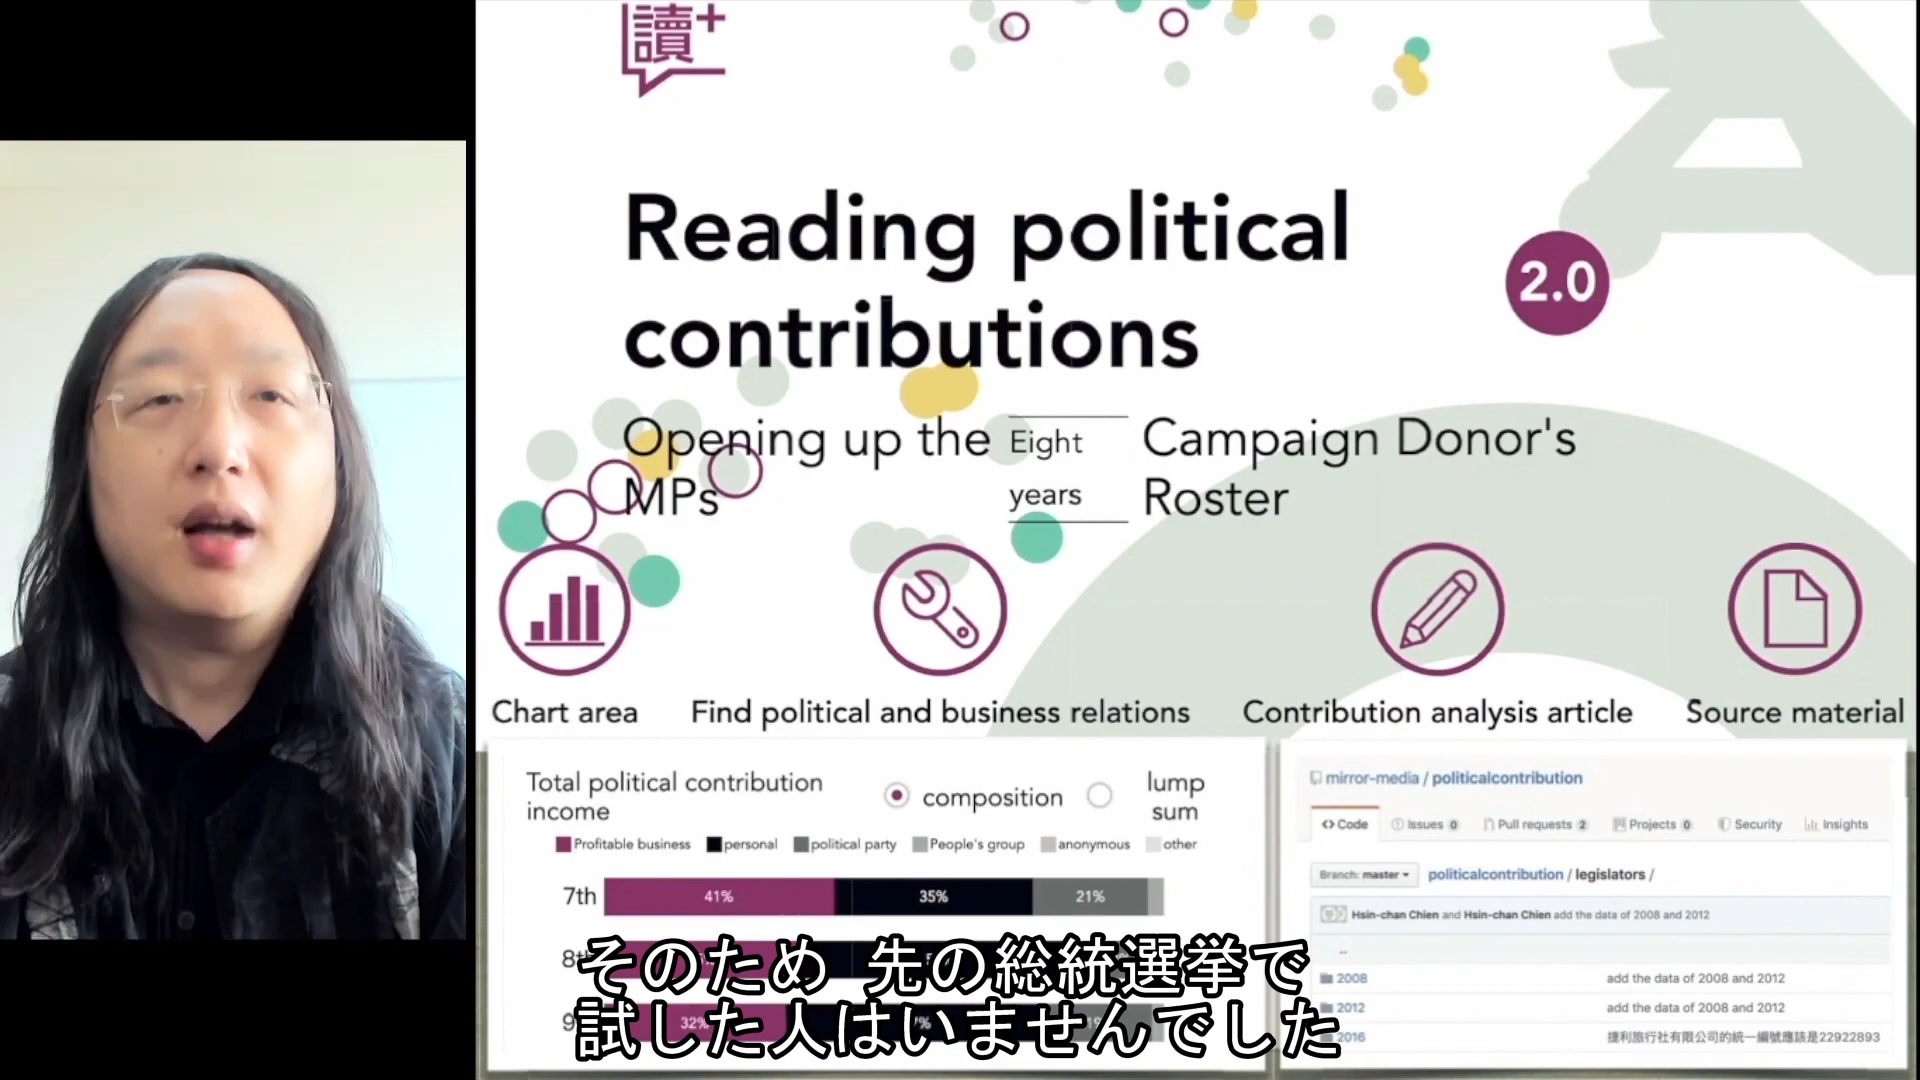 讀+
Reading political
contributions
2.0
Opening up the Eight Campaign Donor's
MPs years Roster
Chart area
Find political and business relations
Contribution analysis article
Source material
Total political contribution
income
composition
lump
sum
Profitable business
personal
political party
People's group
anonymous
other
7th 41% 35% 21%
8th
9 32%
mirror-media / politicalcontribution
Code Issues 0 Pull requests 2 Projects 0 Security Insights
Branch: master politicalcontribution / legislators /
Hsin-chan Chien and Hsin-chan Chien add the data of 2008 and 2012
..
2008 add the data of 2008 and 2012
2012 add the data of 2008 and 2012
2016 捷利旅行社有限公司的統一編號應該是22922893
そのため 先の総統選挙で
試した人はいませんでした